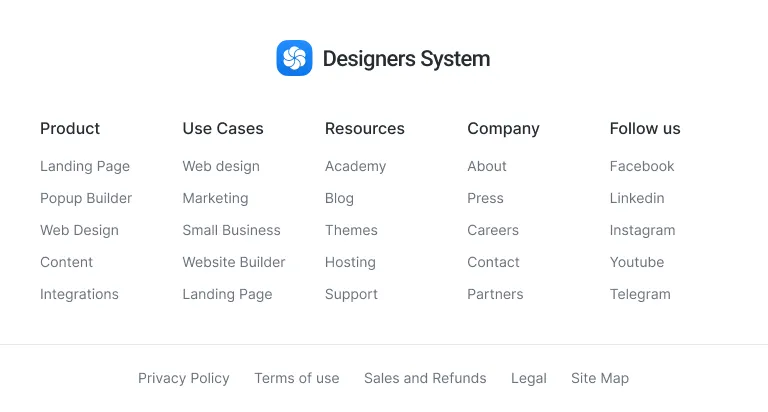 Designers System
Product
Landing Page
Popup Builder
Web Design
Content
Integrations
Use Cases
Web design
Marketing
Small Business
Website Builder
Landing Page
Resources
Academy
Blog
Themes
Hosting
Support
Company
About
Press
Careers
Contact
Partners
Follow us
Facebook
Linkedin
Instagram
Youtube
Telegram
Privacy Policy Terms of use Sales and Refunds Legal Site Map